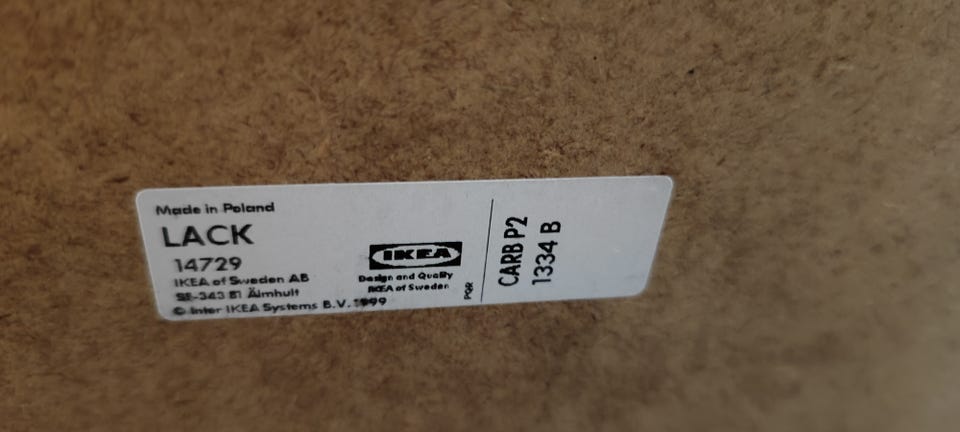 Made in Poland
LACK
14729
IKEA of Sweden AB
SE-343 81 Älmhult
© Inter IKEA Systems B.V. 1999
IKEA
Design and Quality
IKEA of Sweden
PGR
CARB P2
1334 B